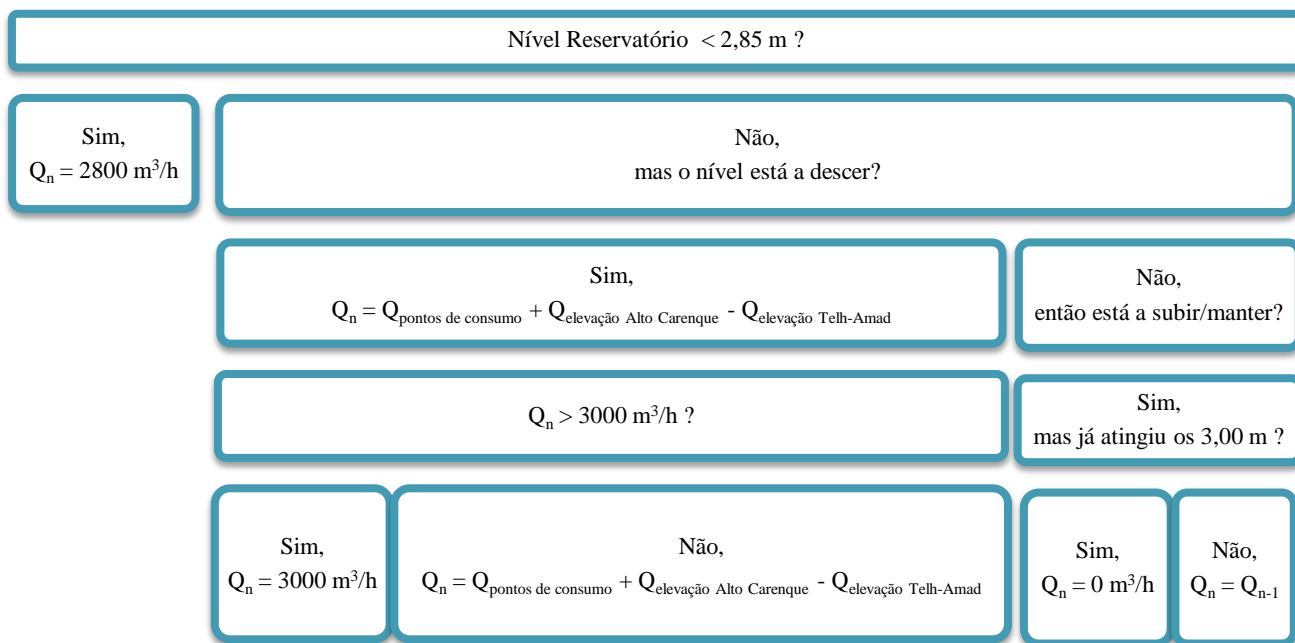 Nível Reservatório < 2,85 m ?
Sim,
Qn = 2800 m³/h
Não,
mas o nível está a descer?
Sim,
Qn = Qpontos de consumo + Qelevação Alto Carenque - Qelevação Telh-Amad
Não,
então está a subir/manter?
Qn > 3000 m³/h ?
Sim,
mas já atingiu os 3,00 m ?
Sim,
Qn = 3000 m³/h
Não,
Qn = Qpontos de consumo + Qelevação Alto Carenque - Qelevação Telh-Amad
Sim,
Qn = 0 m³/h
Não,
Qn = Qn-1